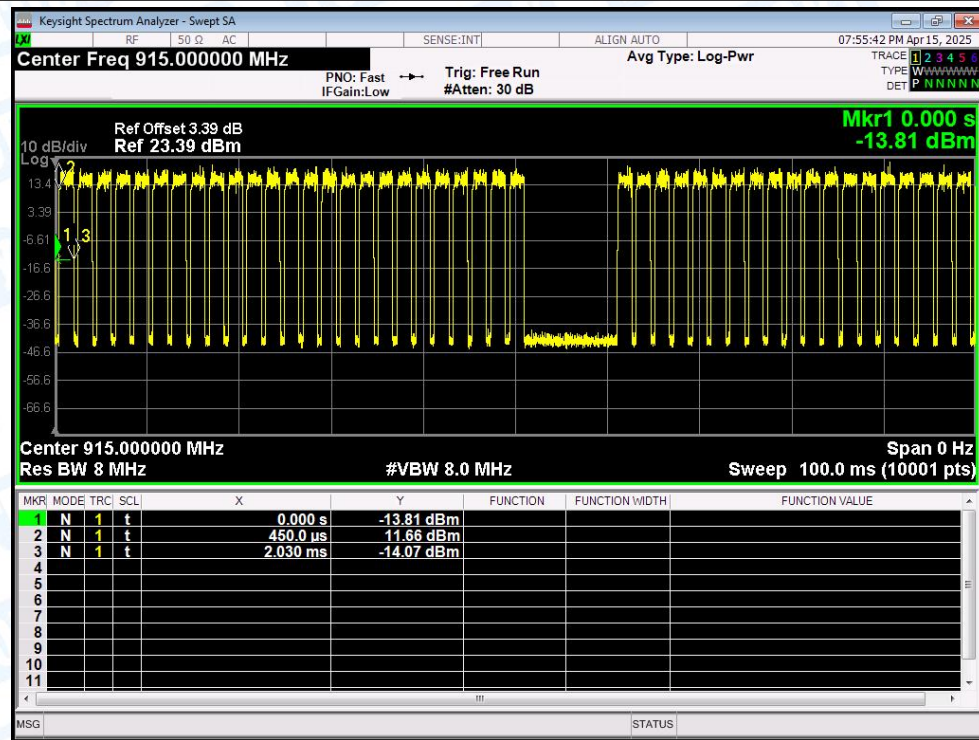 Keysight Spectrum Analyzer - Swept SA
LXI RF 50 Ω AC SENSE:INT ALIGN AUTO 07:55:42 PM Apr 15, 2025
Center Freq 915.000000 MHz
Avg Type: Log-Pwr
TRACE 1 2 3 4 5 6
PNO: Fast Trig: Free Run
TYPE W W W W W W
IFGain:Low #Atten: 30 dB
DET P N N N N N
Mkr1 0.000 s
-13.81 dBm
Ref Offset 3.39 dB
10 dB/div Ref 23.39 dBm
Log
2
13.4
3.39
1 3
-6.61
-16.6
-26.6
-36.6
-46.6
-56.6
-66.6
Center 915.000000 MHz Span 0 Hz
Res BW 8 MHz #VBW 8.0 MHz Sweep 100.0 ms (10001 pts)
MKR MODE TRC SCL X Y FUNCTION FUNCTION WIDTH FUNCTION VALUE
1 N 1 t 0.000 s -13.81 dBm
2 N 1 t 450.0 µs 11.66 dBm
3 N 1 t 2.030 ms -14.07 dBm
4
5
6
7
8
9
10
11
MSG STATUS